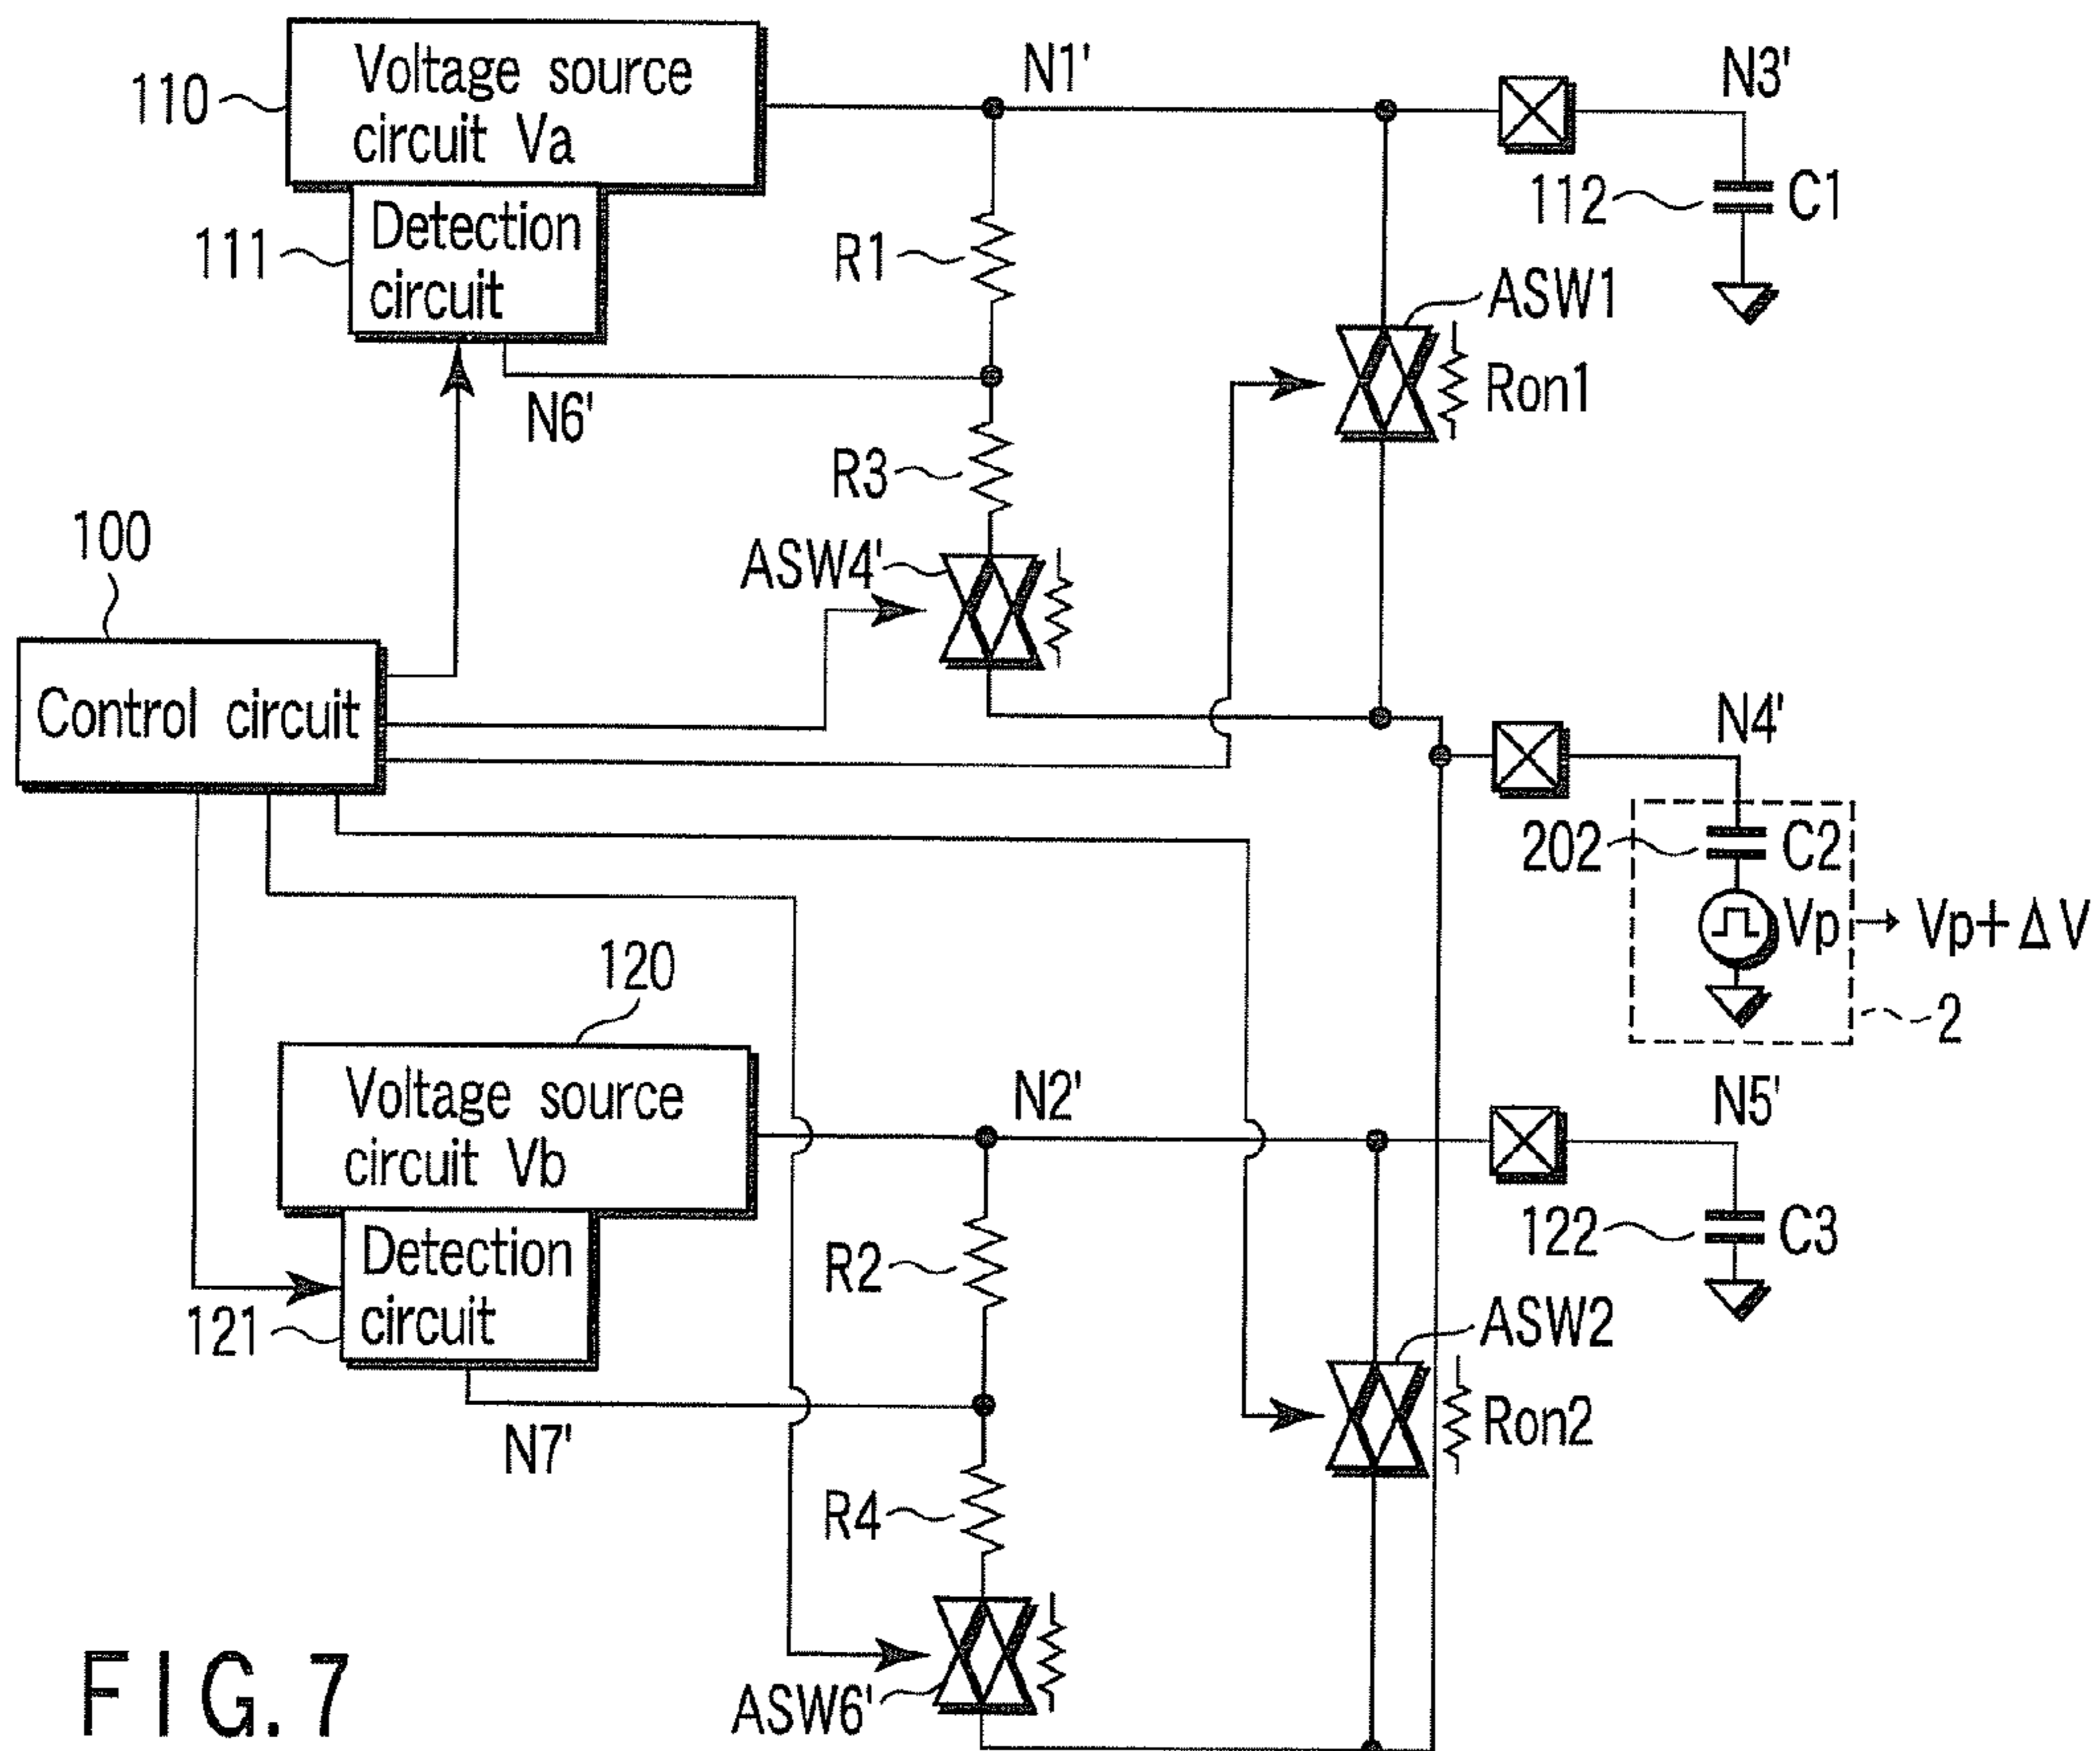 110
Voltage source
circuit Va
N1'
N3'
111
Detection
circuit
R1
112
C1
ASW1
Ron1
N6'
R3
100
ASW4'
Control circuit
N4'
202
C2
Vp
Vp+ΔV
2
120
Voltage source
circuit Vb
N2'
N5'
122
C3
121
Detection
circuit
R2
ASW2
Ron2
N7'
R4
ASW6'
FIG. 7